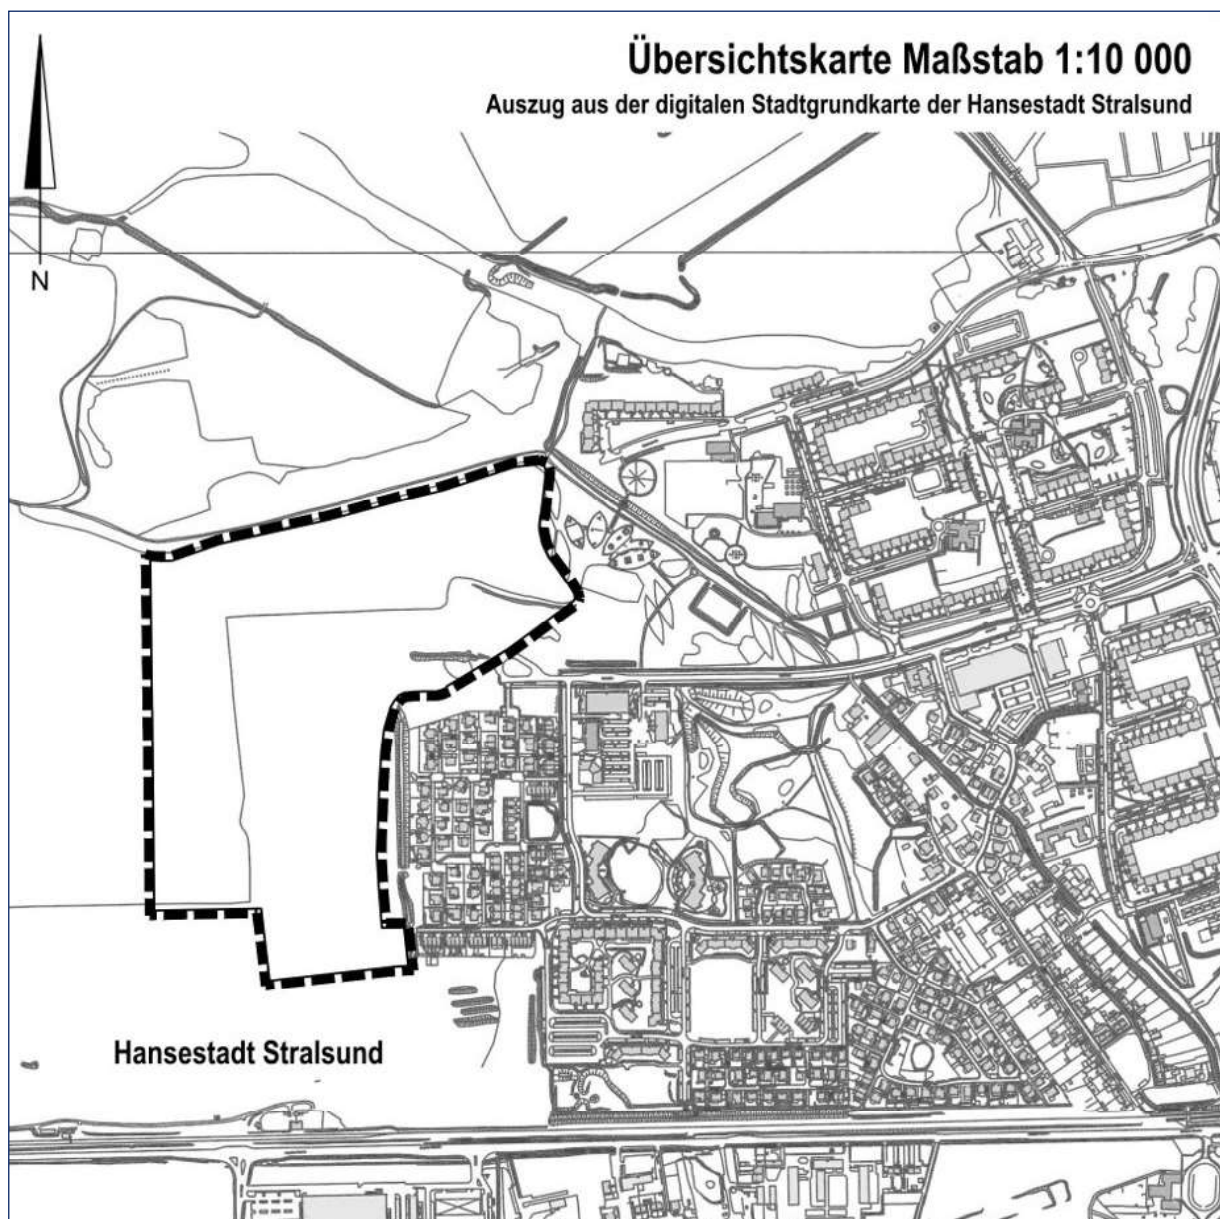 Übersichtskarte Maßstab 1:10 000
Auszug aus der digitalen Stadtgrundkarte der Hansestadt Stralsund
N
Hansestadt Stralsund